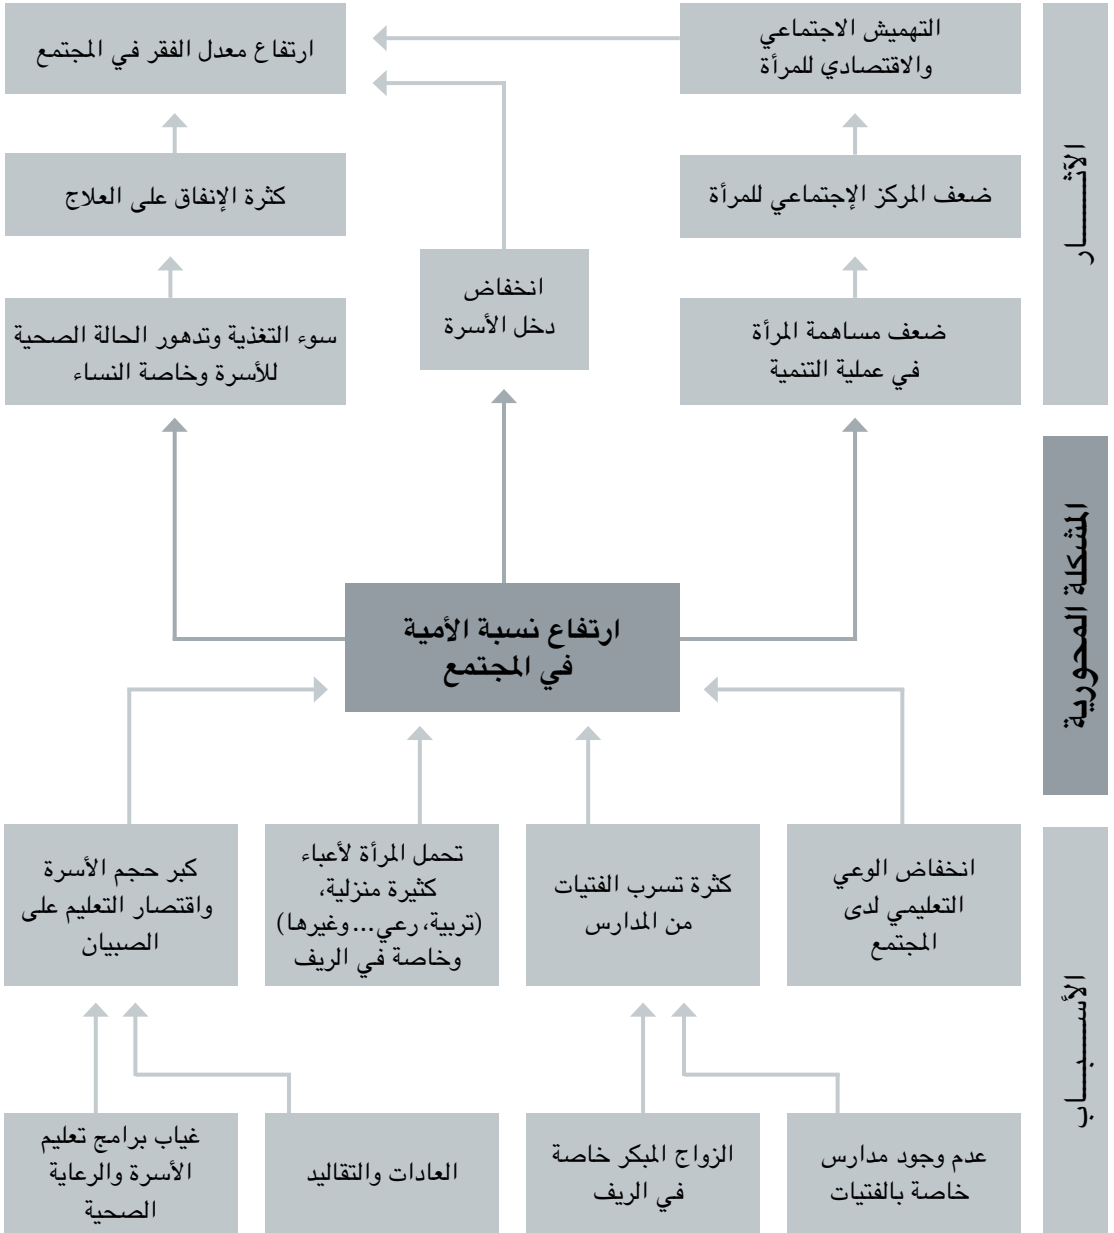 الآثار
التهميش الاجتماعي
والاقتصادي للمرأة
ارتفاع معدل الفقر في المجتمع
ضعف المركز الإجتماعي للمرأة
كثرة الإنفاق على العلاج
انخفاض
دخل الأسرة
ضعف مساهمة المرأة
في عملية التنمية
سوء التغذية وتدهور الحالة الصحية
للأسرة وخاصة النساء
المشكلة المحورية
ارتفاع نسبة الأمية
في المجتمع
الأسباب
انخفاض الوعي
التعليمي لدى
المجتمع
كثرة تسرب الفتيات
من المدارس
تحمل المرأة لأعباء
كثيرة منزلية،
(تربية، رعي... وغيرها)
وخاصة في الريف
كبر حجم الأسرة
واقتصار التعليم على
الصبيان
عدم وجود مدارس
خاصة بالفتيات
الزواج المبكر خاصة
في الريف
العادات والتقاليد
غياب برامج تعليم
الأسرة والرعاية
الصحية